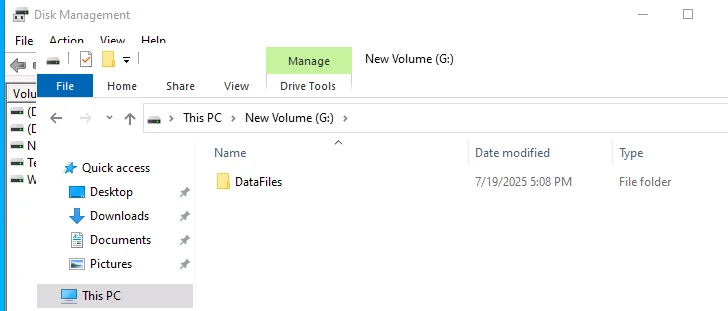 Disk Management
File Action View Help
Manage
New Volume (G:)
File Home Share View Drive Tools
This PC New Volume (G:)
Name Date modified Type
Quick access
DataFiles 7/19/2025 5:08 PM File folder
Desktop
Downloads
Documents
Pictures
This PC
Volu
(D
(D
N
Te
W